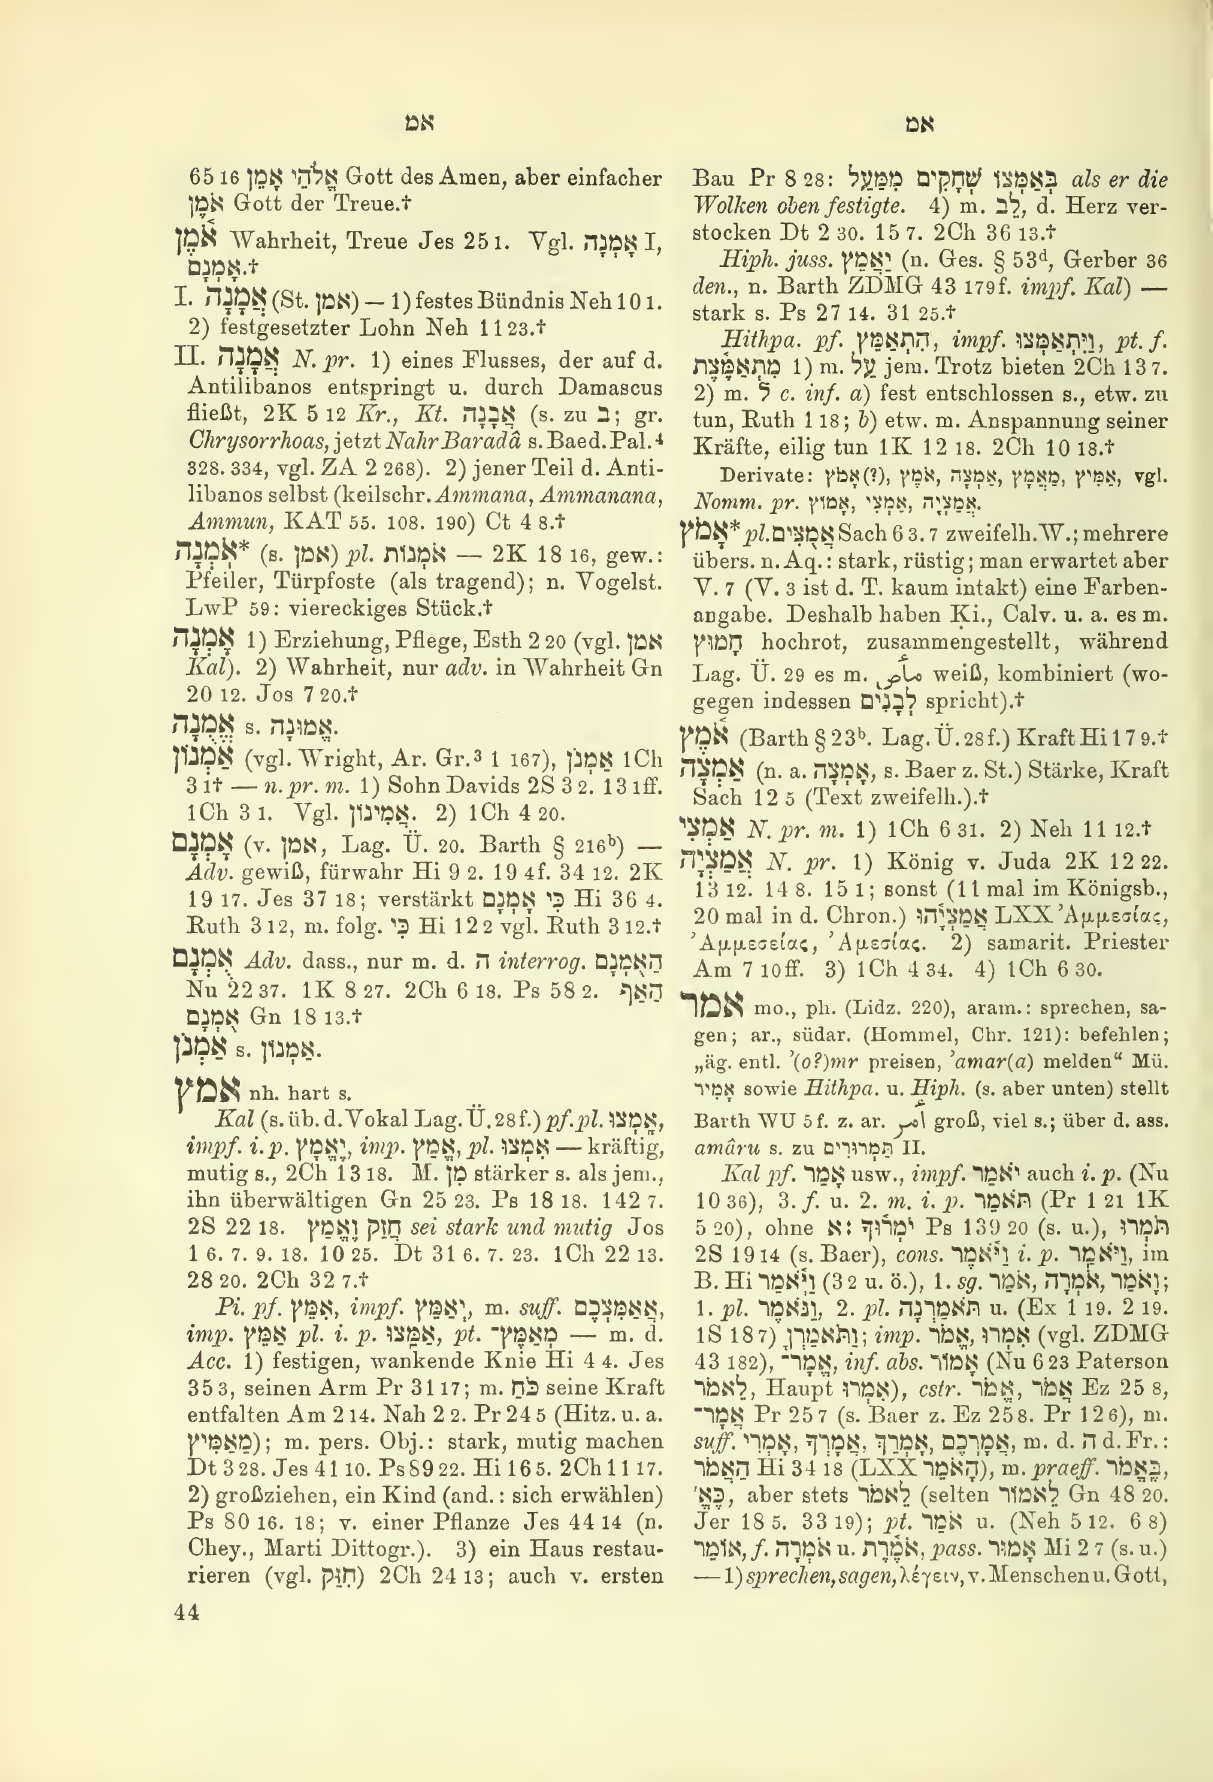 אמ
אמ
65 16 אֱלֹהֵי אָמֵן Gott des Amen, aber einfacher
אֹמֶן Gott der Treue.†
אֹמֶן Wahrheit, Treue Jes 25 1. Vgl. אֲמָנָה I,
אָמְנָם.†
I. אֲמָנָה (St. אמן) — 1) festes Bündnis Neh 10 1.
2) festgesetzter Lohn Neh 11 23.†
II. אֲמָנָה N. pr. 1) eines Flusses, der auf d.
Antilibanos entspringt u. durch Damascus
fließt, 2K 5 12 Kr., Kt. אֲבָנָה (s. zu ב; gr.
Chrysorrhoas, jetzt Nahr Baradâ s. Baed. Pal.⁴
328. 334, vgl. ZA 2 268). 2) jener Teil d. Anti-
libanos selbst (keilschr. Ammana, Ammanana,
Ammun, KAT 55. 108. 190) Ct 4 8.†
אֹמְנָה* (s. אמן) pl. אֹמְנוֹת — 2K 18 16, gew.:
Pfeiler, Türpfoste (als tragend); n. Vogelst.
LwP 59: viereckiges Stück.†
אָמְנָה 1) Erziehung, Pflege, Esth 2 20 (vgl. אמן
Kal). 2) Wahrheit, nur adv. in Wahrheit Gn
20 12. Jos 7 20.†
אֱמֻנָה s. אֱמוּנָה.
אַמְנוֹן (vgl. Wright, Ar. Gr.³ 1 167), אַמְנֹן 1Ch
3 1† — n. pr. m. 1) Sohn Davids 2S 3 2. 13 1ff.
1Ch 3 1. Vgl. אֲמִינוֹן. 2) 1Ch 4 20.
אָמְנָם (v. אמן, Lag. Ü. 20. Barth § 216ᵇ) —
Adv. gewiß, fürwahr Hi 9 2. 19 4f. 34 12. 2K
19 17. Jes 37 18; verstärkt כִּי אָמְנָם Hi 36 4.
Ruth 3 12, m. folg. כִּי Hi 12 2 vgl. Ruth 3 12.†
אֻמְנָם Adv. dass., nur m. d. ה interrog. הַאֻמְנָם
Nu 22 37. 1K 8 27. 2Ch 6 18. Ps 58 2. הַאַף
אֻמְנָם Gn 18 13.†
אַמְנֹן s. אַמְנוֹן.
אמץ nh. hart s.
Kal (s. üb. d. Vokal Lag. Ü. 28f.) pf. pl. אָמְצוּ,
impf. i. p. יֶאֱמָץ, imp. אֱמַץ, pl. אִמְצוּ — kräftig,
mutig s., 2Ch 13 18. M. מִן stärker s. als jem.,
ihn überwältigen Gn 25 23. Ps 18 18. 142 7.
2S 22 18. חֲזַק וֶאֱמַץ sei stark und mutig Jos
1 6. 7. 9. 18. 10 25. Dt 31 6. 7. 23. 1Ch 22 13.
28 20. 2Ch 32 7.†
Pi. pf. אִמֵּץ, impf. יְאַמֵּץ, m. suff. אֲאַמִּצְכֶם,
imp. אַמֵּץ pl. i. p. אַמֵּצוּ, pt. מְאַמֶּץ־ — m. d.
Acc. 1) festigen, wankende Knie Hi 4 4. Jes
35 3, seinen Arm Pr 31 17; m. כֹּחַ seine Kraft
entfalten Am 2 14. Nah 2 2. Pr 24 5 (Hitz. u. a.
מַאֲמִיץ); m. pers. Obj.: stark, mutig machen
Dt 3 28. Jes 41 10. Ps 89 22. Hi 16 5. 2Ch 11 17.
2) großziehen, ein Kind (and.: sich erwählen)
Ps 80 16. 18; v. einer Pflanze Jes 44 14 (n.
Chey., Marti Dittogr.). 3) ein Haus restau-
rieren (vgl. חִזַּק) 2Ch 24 13; auch v. ersten
44
Bau Pr 8 28: בְּאַמְּצוֹ שְׁחָקִים מִמַּעַל als er die
Wolken oben festigte. 4) m. לֵב, d. Herz ver-
stocken Dt 2 30. 15 7. 2Ch 36 13.†
Hiph. juss. יַאֲמֵץ (n. Ges. § 53ᵈ, Gerber 36
den., n. Barth ZDMG 43 179f. impf. Kal) —
stark s. Ps 27 14. 31 25.†
Hithpa. pf. הִתְאַמֵּץ, impf. וַיִּתְאַמְּצוּ, pt. f.
מִתְאַמֶּצֶת 1) m. עַל jem. Trotz bieten 2Ch 13 7.
2) m. לְ c. inf. a) fest entschlossen s., etw. zu
tun, Ruth 1 18; b) etw. m. Anspannung seiner
Kräfte, eilig tun 1K 12 18. 2Ch 10 18.†
Derivate: אָמֹץ(?), אֹמֶץ, אַמְצָה, מַאֲמָץ, אַמִּיץ, vgl.
Nomm. pr. אָמוֹץ, אַמְצִי, אֲמַצְיָה.
אָמֹץ* pl. אֲמֻצִּים Sach 6 3. 7 zweifelh. W.; mehrere
übers. n. Aq.: stark, rüstig; man erwartet aber
V. 7 (V. 3 ist d. T. kaum intakt) eine Farben-
angabe. Deshalb haben Ḳi., Calv. u. a. es m.
חָמוּץ hochrot, zusammengestellt, während
Lag. Ü. 29 es m. weiß, kombiniert (wo-
gegen indessen לְבָנִים spricht).†
אֹמֶץ (Barth § 23ᵇ. Lag. Ü. 28f.) Kraft Hi 17 9.†
אַמְצָה (n. a. אָמְצָה, s. Baer z. St.) Stärke, Kraft
Sach 12 5 (Text zweifelh.).†
אַמְצִי N. pr. m. 1) 1Ch 6 31. 2) Neh 11 12.†
אֲמַצְיָה N. pr. 1) König v. Juda 2K 12 22.
13 12. 14 8. 15 1; sonst (11 mal im Königsb.,
20 mal in d. Chron.) אֲמַצְיָהוּ LXX Ἀμμεσίας,
Ἀμμεσείας, Ἀμεσίας. 2) samarit. Priester
Am 7 10ff. 3) 1Ch 4 34. 4) 1Ch 6 30.
אמר mo., ph. (Lidz. 220), aram.: sprechen, sa-
gen; ar., südar. (Hommel, Chr. 121): befehlen;
„äg. entl. ’(o?)mr preisen, ’amar(a) melden“ Mü.
אָמִיר sowie Hithpa. u. Hiph. (s. aber unten) stellt
Barth WU 5f. z. ar. أمر groß, viel s.; über d. ass.
amâru s. zu תַּמְרוּרִים II.
Kal pf. אָמַר usw., impf. יֹאמַר auch i. p. (Nu
10 36), 3. f. u. 2. m. i. p. תֹּאמַר (Pr 1 21 1K
5 20), ohne א: יֹמְרוּךָ Ps 139 20 (s. u.), תֹּמְרוּ
2S 19 14 (s. Baer), cons. וַיֹּאמֶר i. p. וַיֹּאמַר, im
B. Hi וַיֹּאמַר (3 2 u. ö.), 1. sg. אֹמַר, אֹמְרָה, וָאֹמַר;
1. pl. וַנֹּאמֶר, 2. pl. תֹּאמַרְנָה u. (Ex 1 19. 2 19.
1S 18 7) וַתֹּאמַרְןָ; imp. אֱמֹר, אִמְרוּ (vgl. ZDMG
43 182), אֱמָר־, inf. abs. אָמוֹר (Nu 6 23 Paterson
לֵאמֹר, Haupt אִמְרוּ), cstr. אֱמֹר, אֲמֹר Ez 25 8,
אֲמָר־ Pr 25 7 (s. Baer z. Ez 25 8. Pr 12 6), m.
suff. אָמְרִי, אָמְרְךָ, אֲמָרְךָ, אֲמָרְכֶם, m. d. ה d. Fr.:
הַאֲמֹר Hi 34 18 (LXX הָאֹמֵר), m. praeff. בֶּאֱמֹר,
כֶּאֱ׳, aber stets לֵאמֹר (selten לֵאמוֹר Gn 48 20.
Jer 18 5. 33 19); pt. אֹמֵר u. (Neh 5 12. 6 8)
אוֹמֵר, f. אֹמְרָה u. אֹמֶרֶת, pass. אָמוּר Mi 2 7 (s. u.)
— 1) sprechen, sagen, λέγειν, v. Menschen u. Gott,